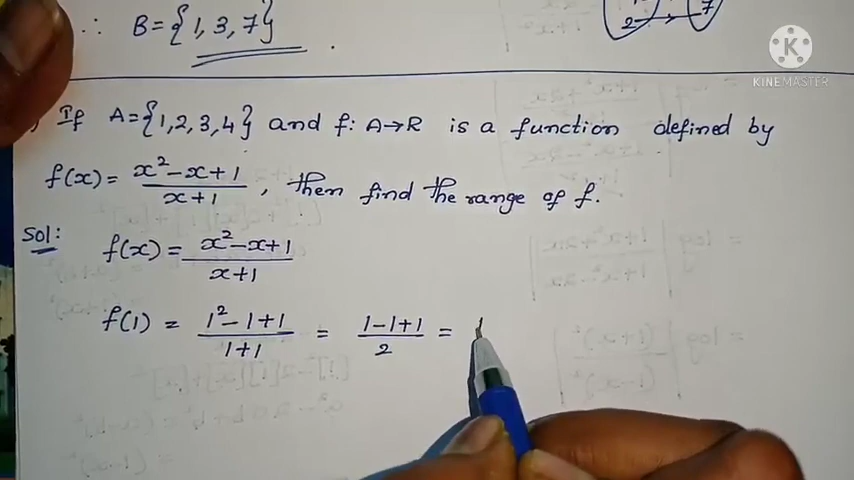 ∴ B = {1, 3, 7}
2 → 7
KINEMASTER
If A = {1,2,3,4} and f: A→R is a function defined by
f(x) = (x² - x + 1)/(x + 1), then find the range of f.
Sol:
f(x) = (x² - x + 1)/(x + 1)
f(1) = (1² - 1 + 1)/(1 + 1) = (1 - 1 + 1)/2 = 1